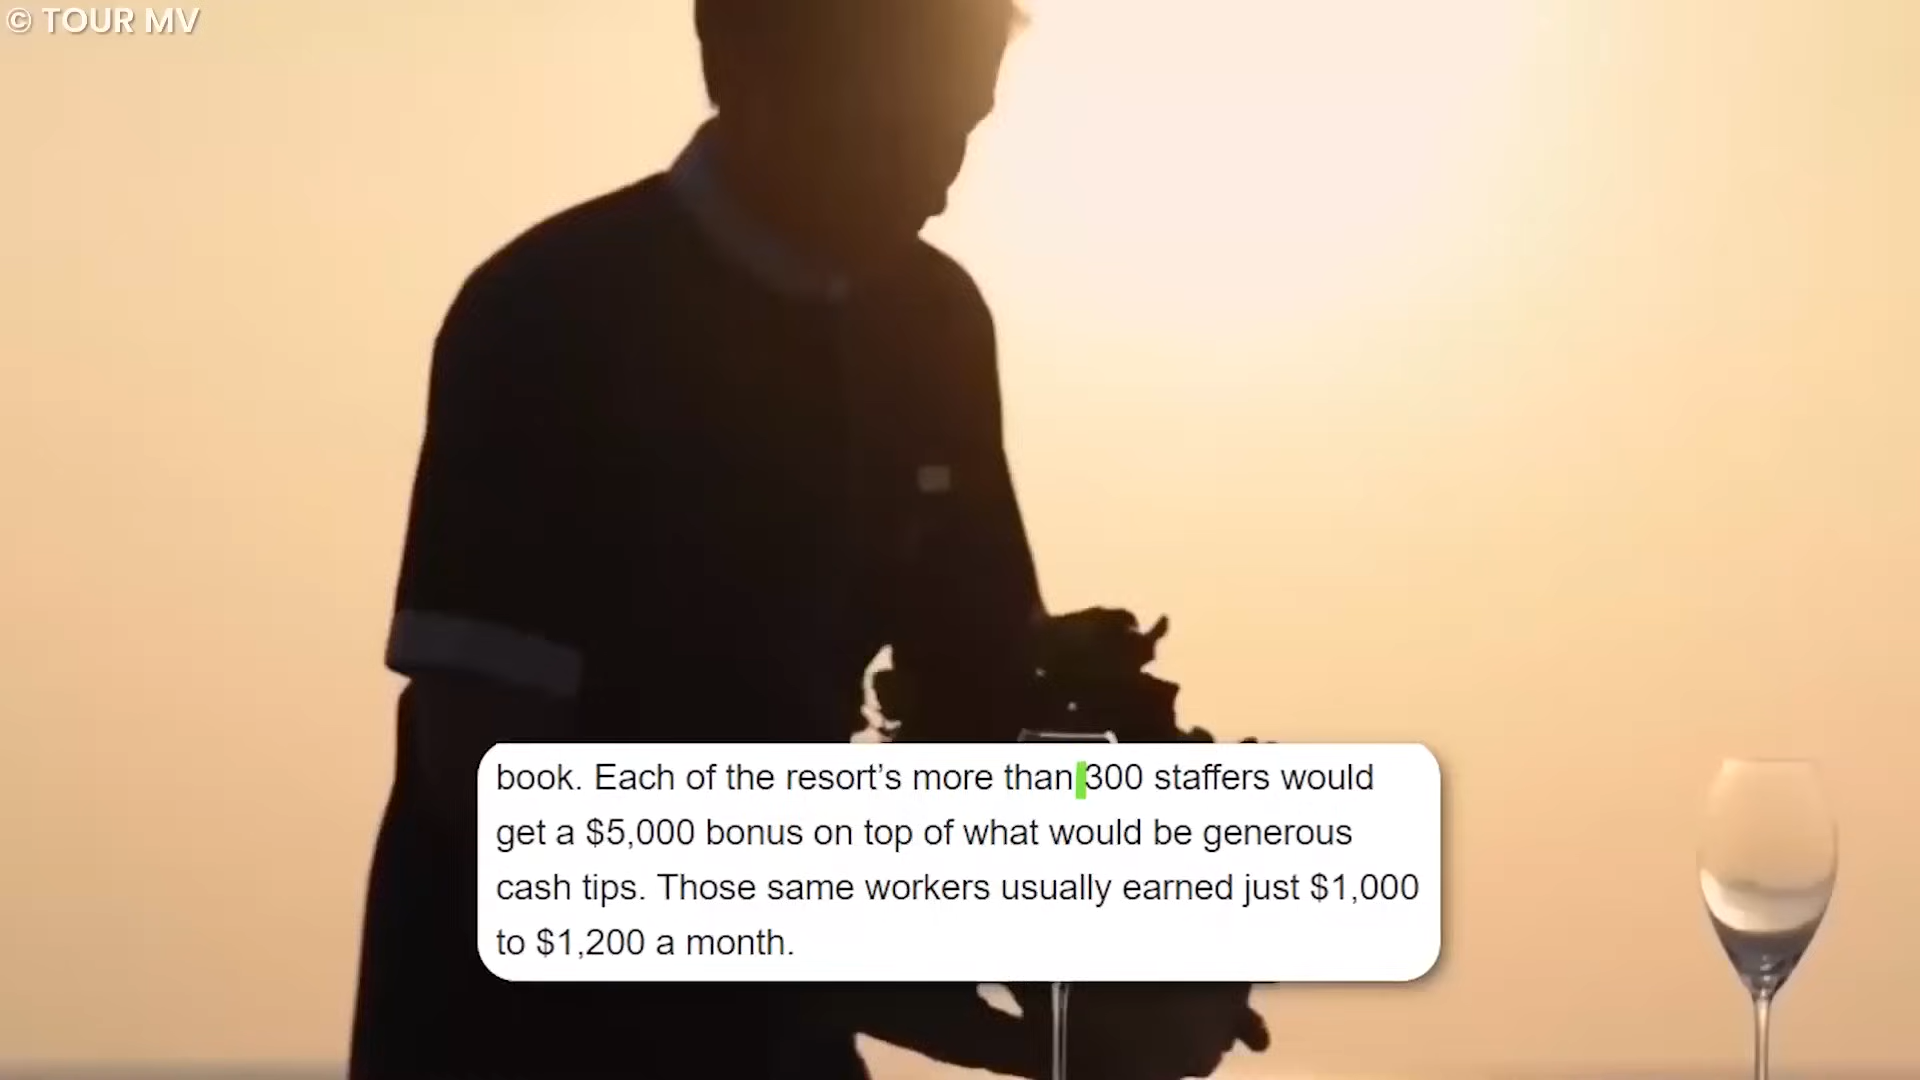 © TOUR MV
book. Each of the resort’s more than 300 staffers would
get a $5,000 bonus on top of what would be generous
cash tips. Those same workers usually earned just $1,000
to $1,200 a month.